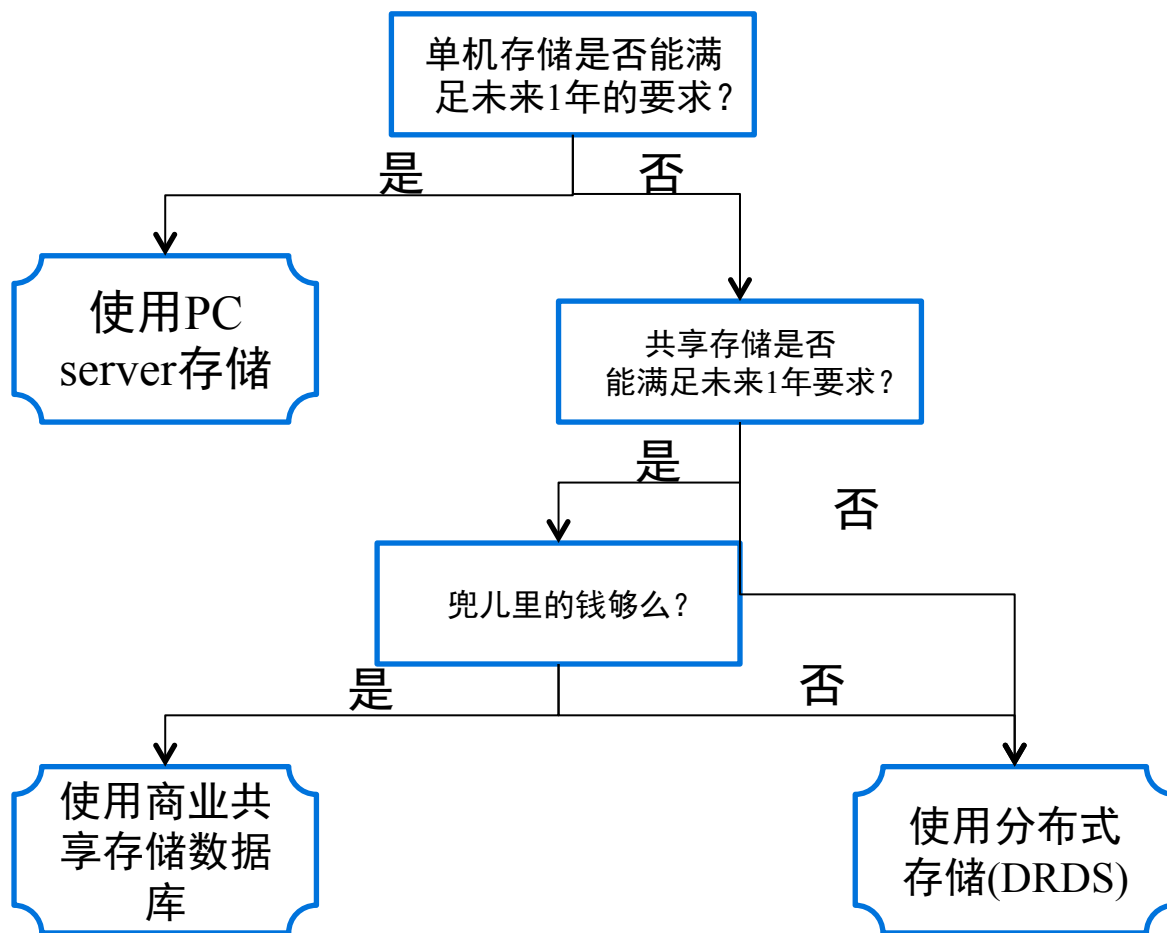 单机存储是否能满
足未来1年的要求？
是
否
使用PC
server存储
共享存储是否
能满足未来1年要求？
是
否
兜儿里的钱够么？
是
否
使用商业共
享存储数据
库
使用分布式
存储(DRDS)